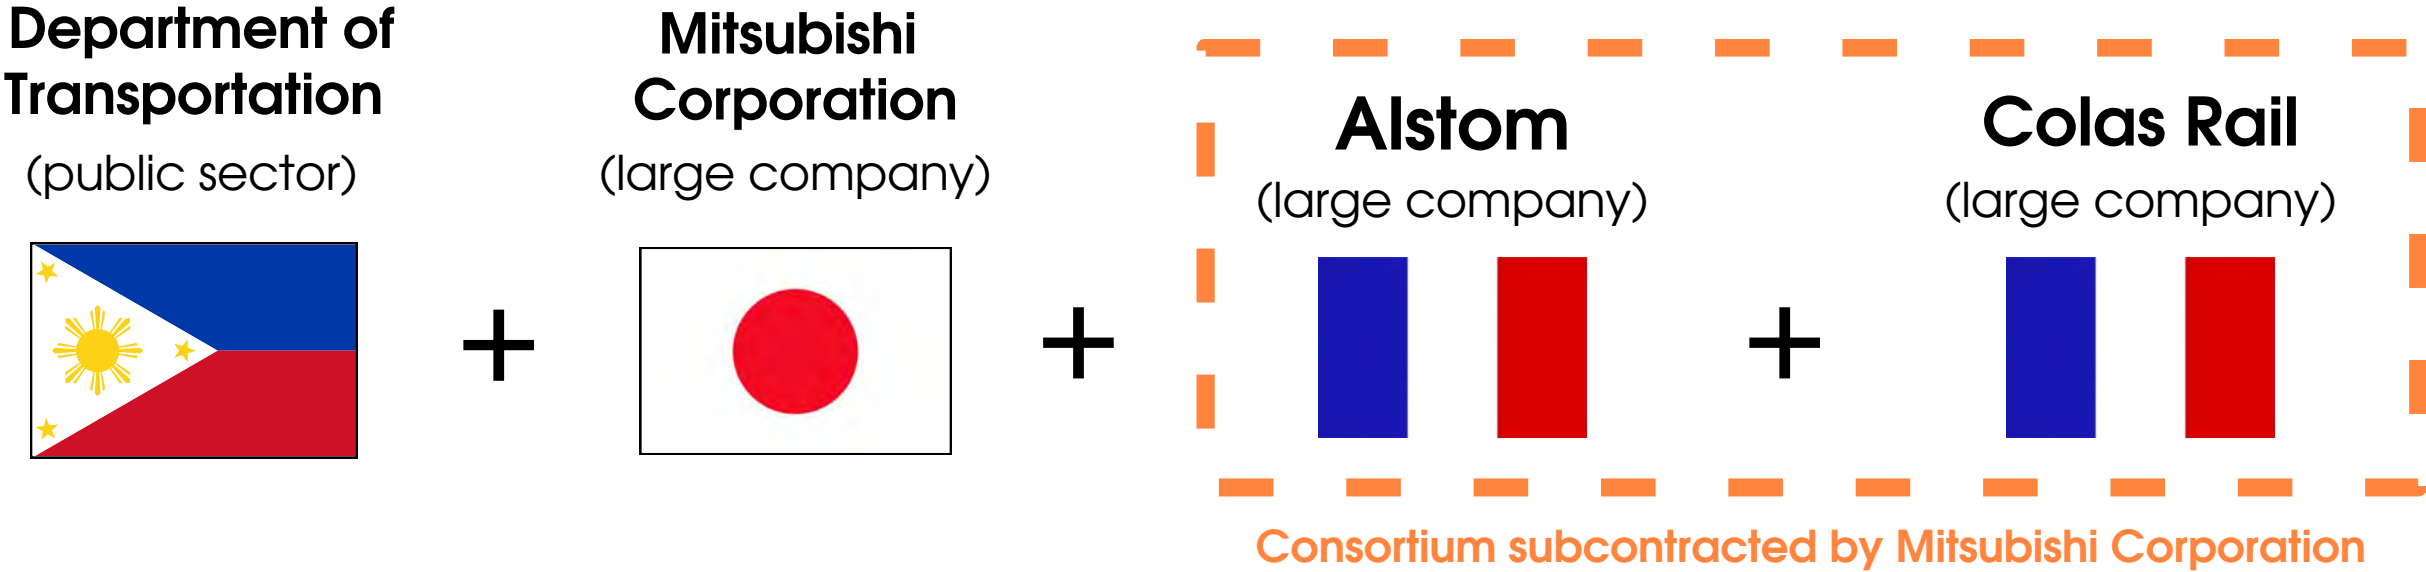 Department of
Transportation
(public sector)
Mitsubishi
Corporation
(large company)
Alstom
(large company)
Colas Rail
(large company)
+
+
+
Consortium subcontracted by Mitsubishi Corporation